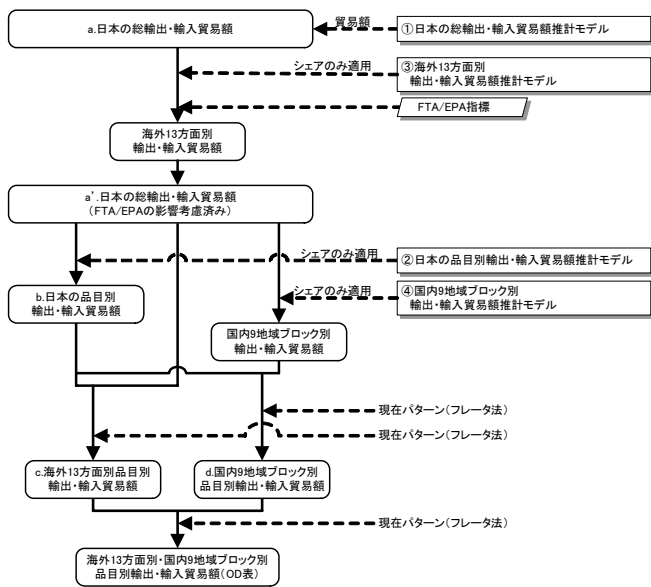 a.日本の総輸出・輸入貿易額
貿易額
①日本の総輸出・輸入貿易額推計モデル
シェアのみ適用
③海外13方面別
輸出・輸入貿易額推計モデル
FTA/EPA指標
海外13方面別
輸出・輸入貿易額
a'.日本の総輸出・輸入貿易額
(FTA/EPAの影響考慮済み)
シェアのみ適用
②日本の品目別輸出・輸入貿易額推計モデル
b.日本の品目別
輸出・輸入貿易額
シェアのみ適用
④国内9地域ブロック別
輸出・輸入貿易額推計モデル
国内9地域ブロック別
輸出・輸入貿易額
現在パターン(フレータ法)
現在パターン(フレータ法)
c.海外13方面別品目別
輸出・輸入貿易額
d.国内9地域ブロック別
品目別輸出・輸入貿易額
現在パターン(フレータ法)
海外13方面別・国内9地域ブロック別
品目別輸出・輸入貿易額(OD表)